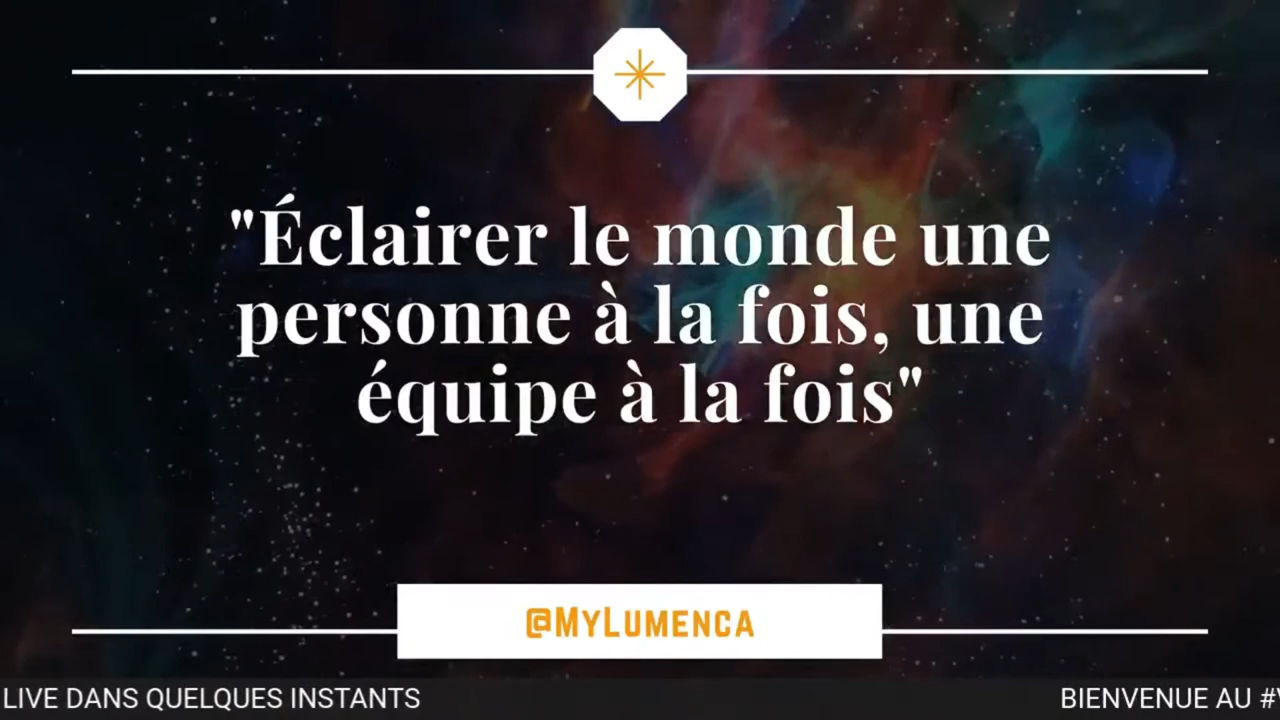 "Éclairer le monde une
personne à la fois, une
équipe à la fois"
@MyLumenca
LIVE DANS QUELQUES INSTANTS BIENVENUE AU